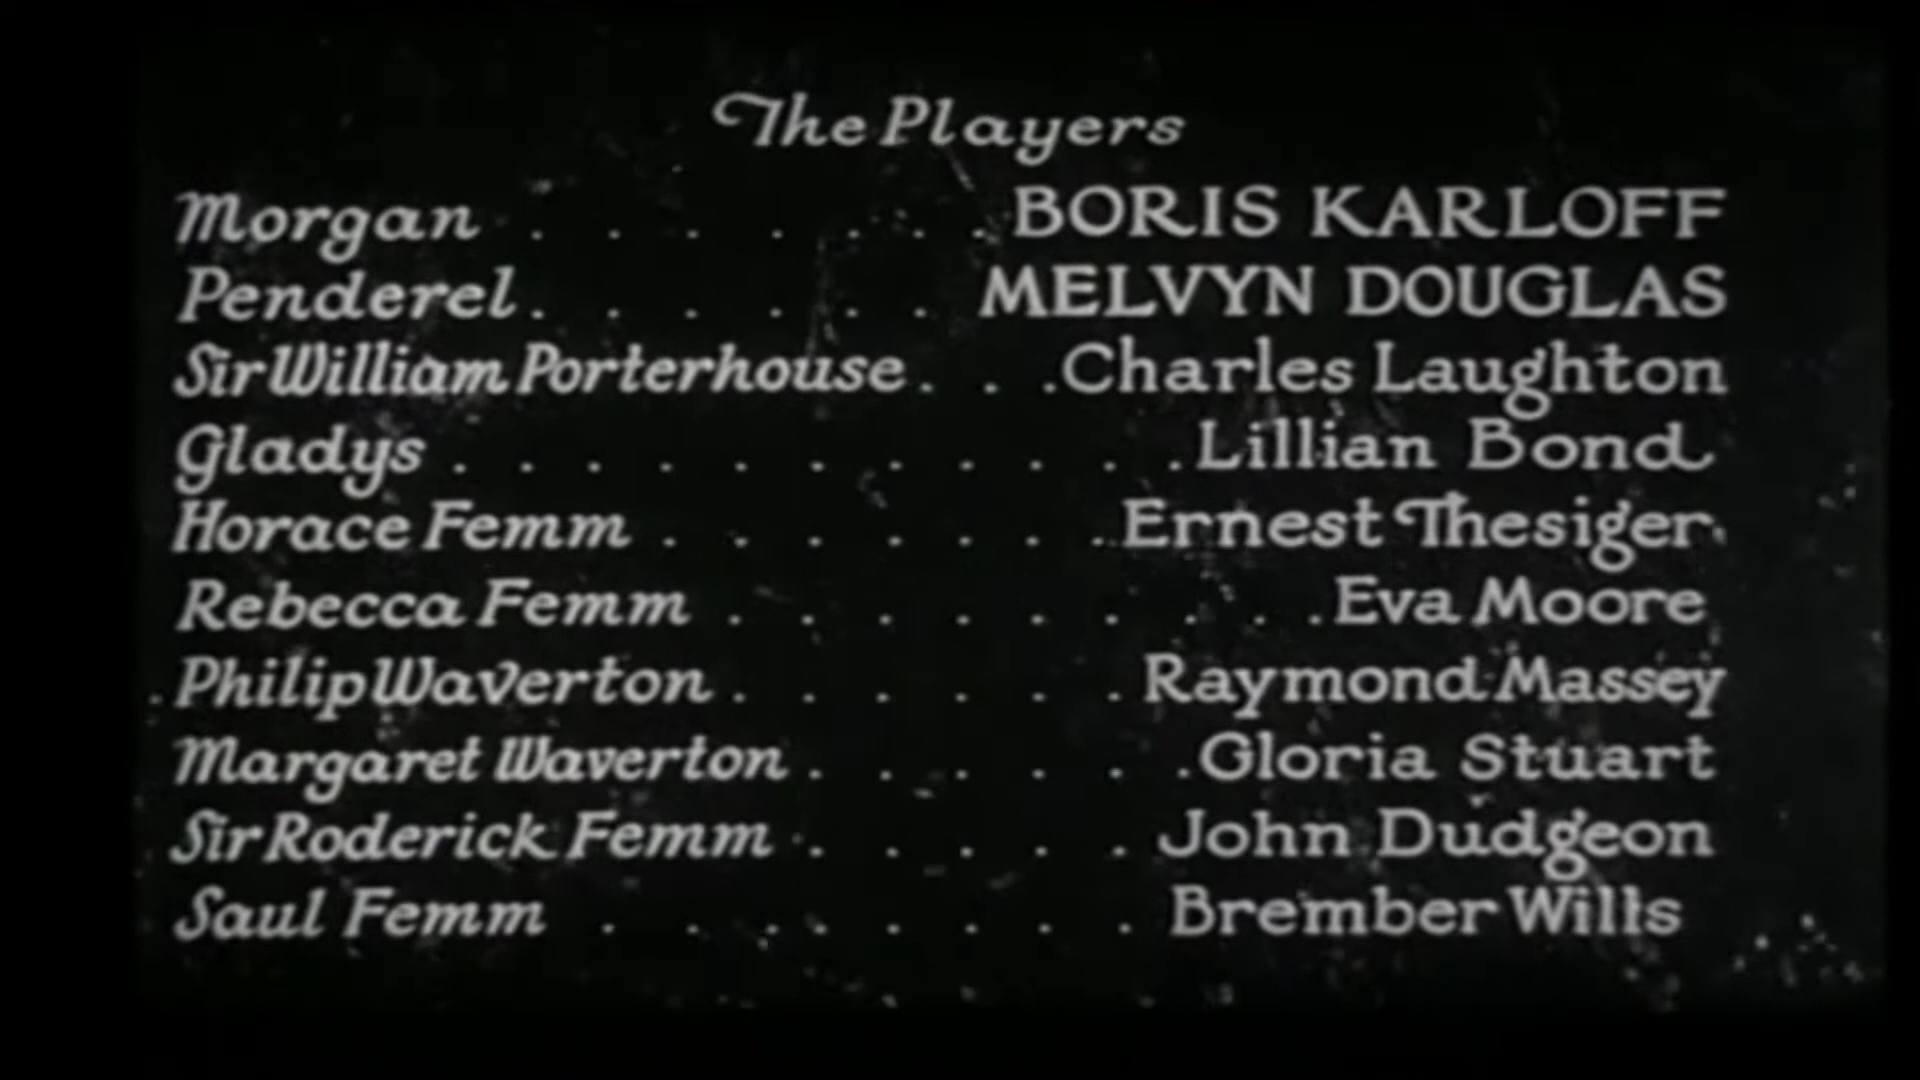 The Players
Morgan . . . . . . . BORIS KARLOFF
Penderel . . . . . . MELVYN DOUGLAS
Sir William Porterhouse . . . Charles Laughton
Gladys . . . . . . . . . . Lillian Bond
Horace Femm . . . . . . . Ernest Thesiger
Rebecca Femm . . . . . . . . . Eva Moore
Philip Waverton . . . . . . Raymond Massey
Margaret Waverton . . . . . . Gloria Stuart
Sir Roderick Femm . . . . . John Dudgeon
Saul Femm . . . . . . . . Brember Wills